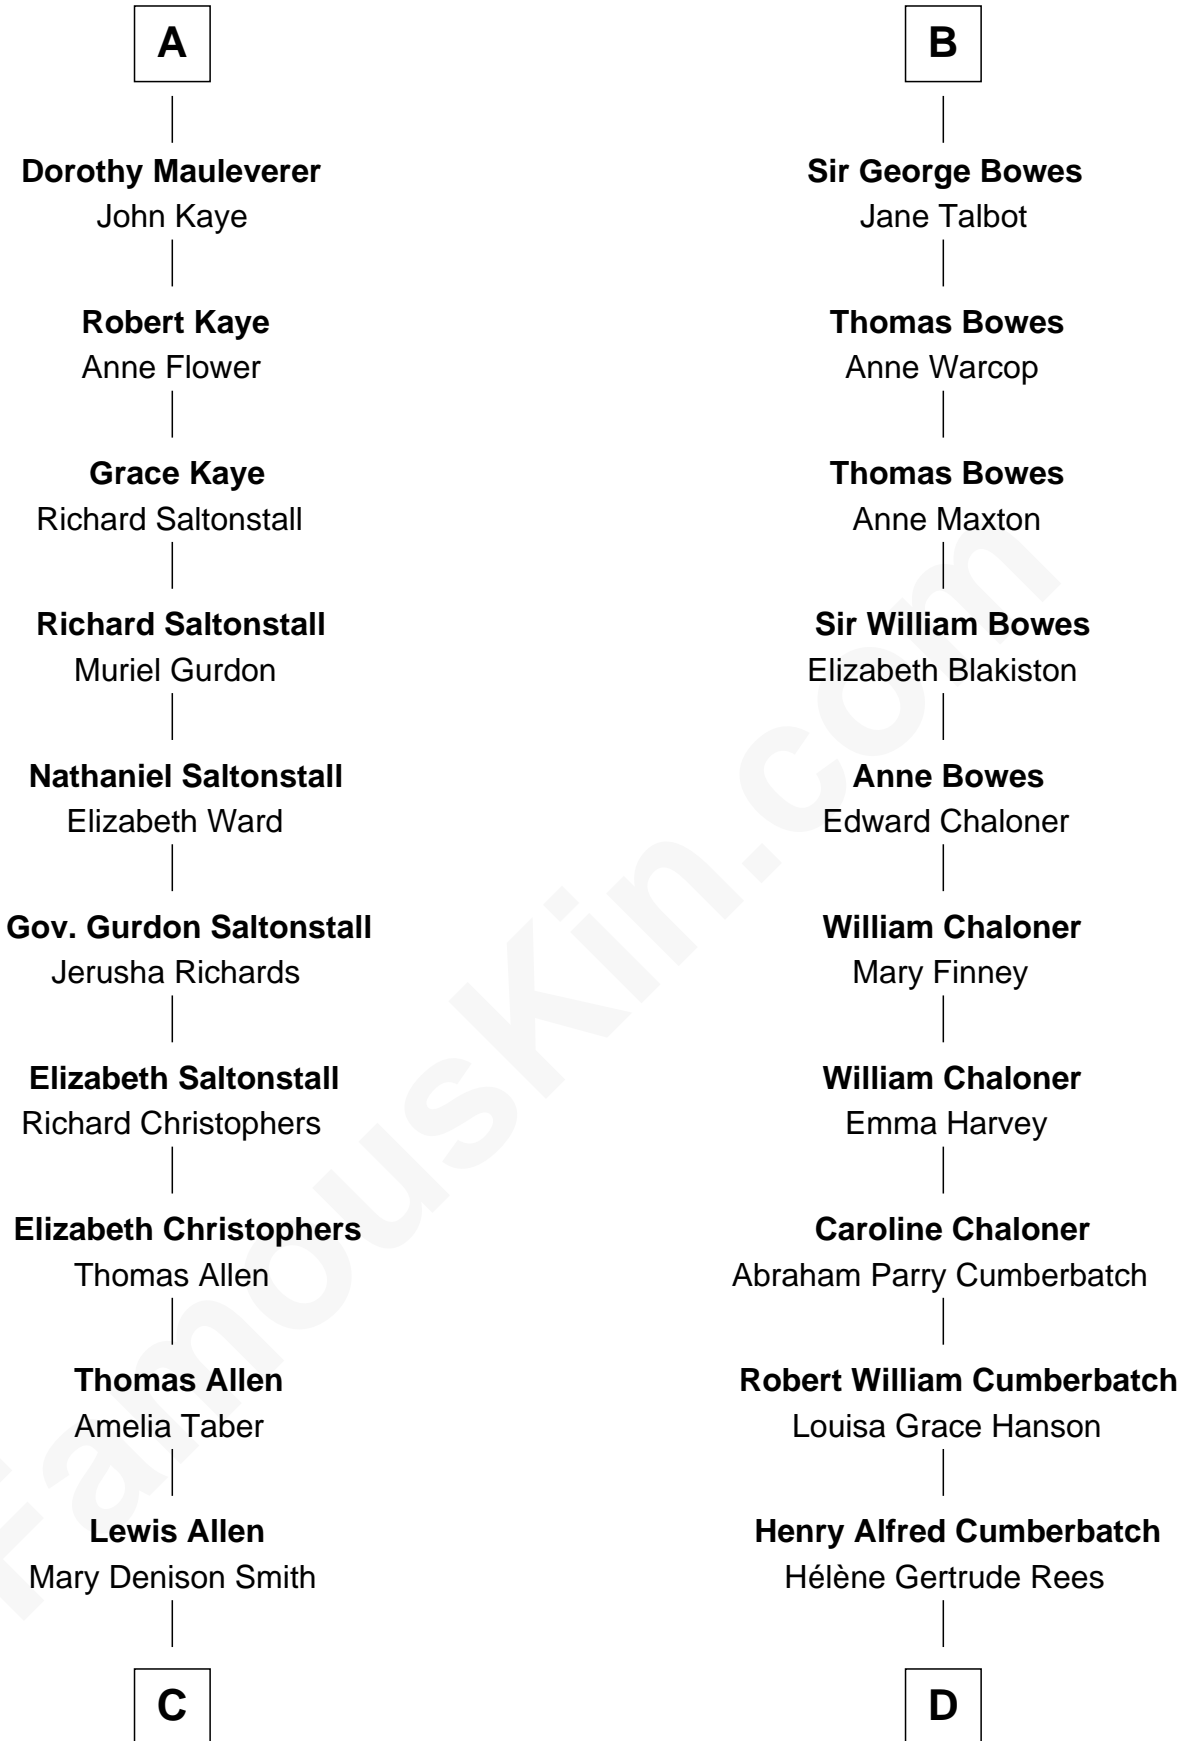 A
Dorothy Mauleverer
John Kaye
Robert Kaye
Anne Flower
Grace Kaye
Richard Saltonstall
Richard Saltonstall
Muriel Gurdon
Nathaniel Saltonstall
Elizabeth Ward
Gov. Gurdon Saltonstall
Jerusha Richards
Elizabeth Saltonstall
Richard Christophers
Elizabeth Christophers
Thomas Allen
Thomas Allen
Amelia Taber
Lewis Allen
Mary Denison Smith
C
B
Sir George Bowes
Jane Talbot
Thomas Bowes
Anne Warcop
Thomas Bowes
Anne Maxton
Sir William Bowes
Elizabeth Blakiston
Anne Bowes
Edward Chaloner
William Chaloner
Mary Finney
William Chaloner
Emma Harvey
Caroline Chaloner
Abraham Parry Cumberbatch
Robert William Cumberbatch
Louisa Grace Hanson
Henry Alfred Cumberbatch
Hélène Gertrude Rees
D
FamousKin.com